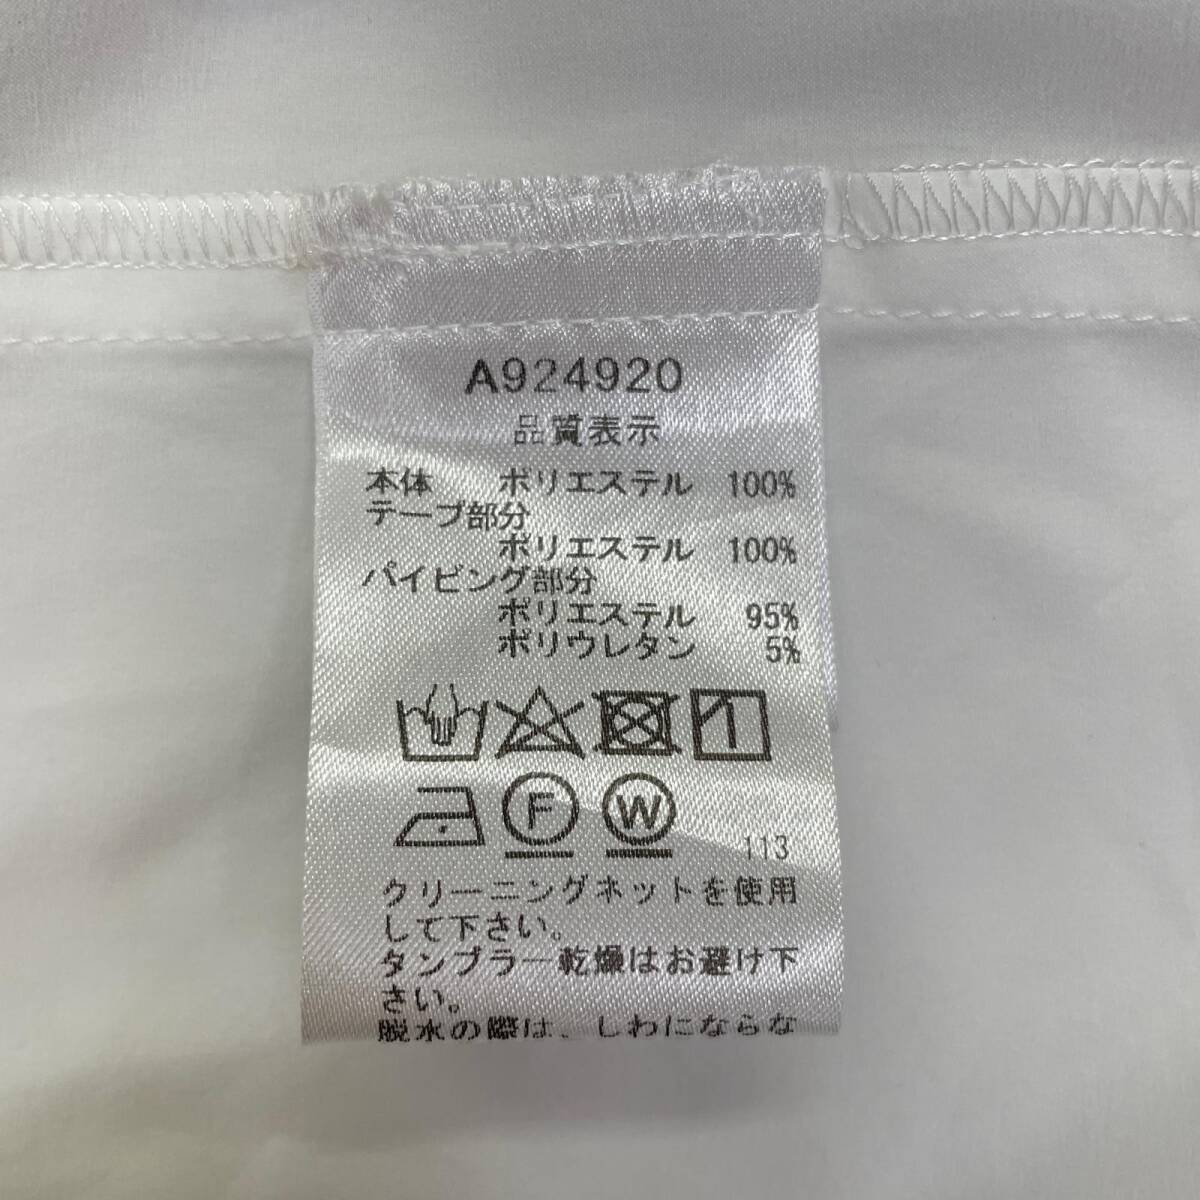 A924920
品質表示
本体 ポリエステル 100%
テープ部分
ポリエステル 100%
パイピング部分
ポリエステル 95%
ポリウレタン 5%
F W 113
クリーニングネットを使用
して下さい。
タンブラー乾燥はお避け下
さい。
脱水の際は、しわにならな